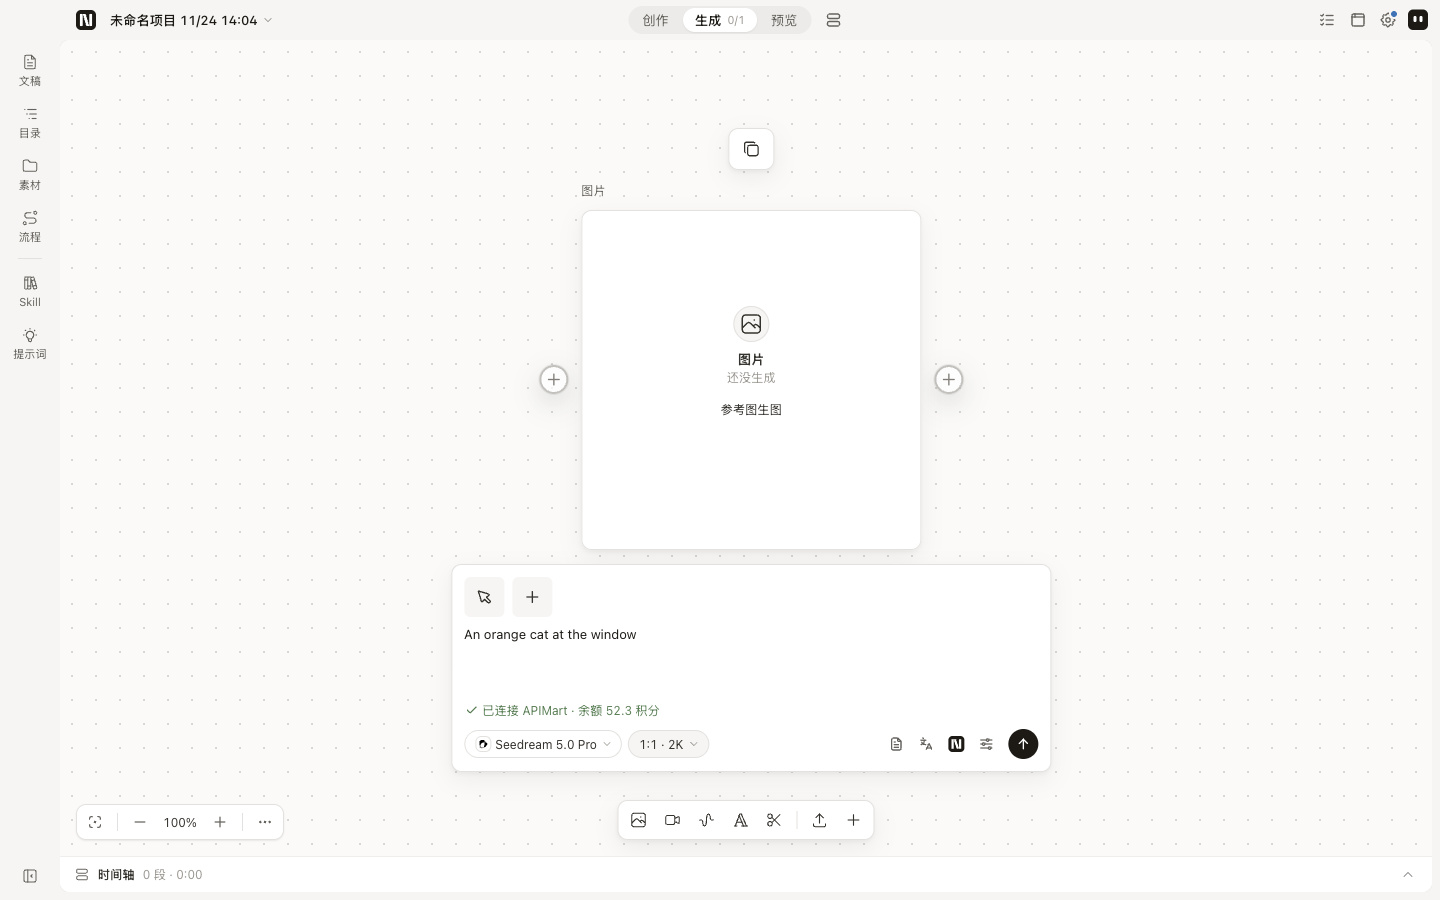 未命名项目 11/24 14:04
创作
生成 0/1
预览
文稿
目录
素材
流程
Skill
提示词
图片
图片
还没生成
参考图生图
An orange cat at the window
已连接 APIMart · 余额 52.3 积分
Seedream 5.0 Pro
1:1 · 2K
100%
时间轴 0 段 · 0:00